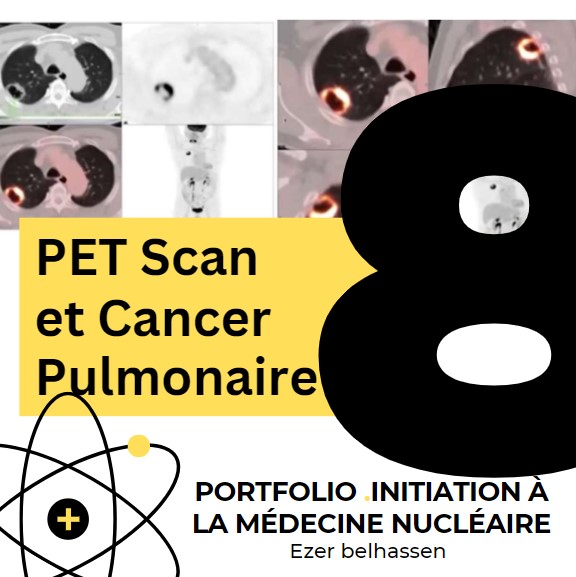 PET Scan
et Cancer
Pulmonaire
8
PORTFOLIO .INITIATION À
LA MÉDECINE NUCLÉAIRE
Ezer belhassen